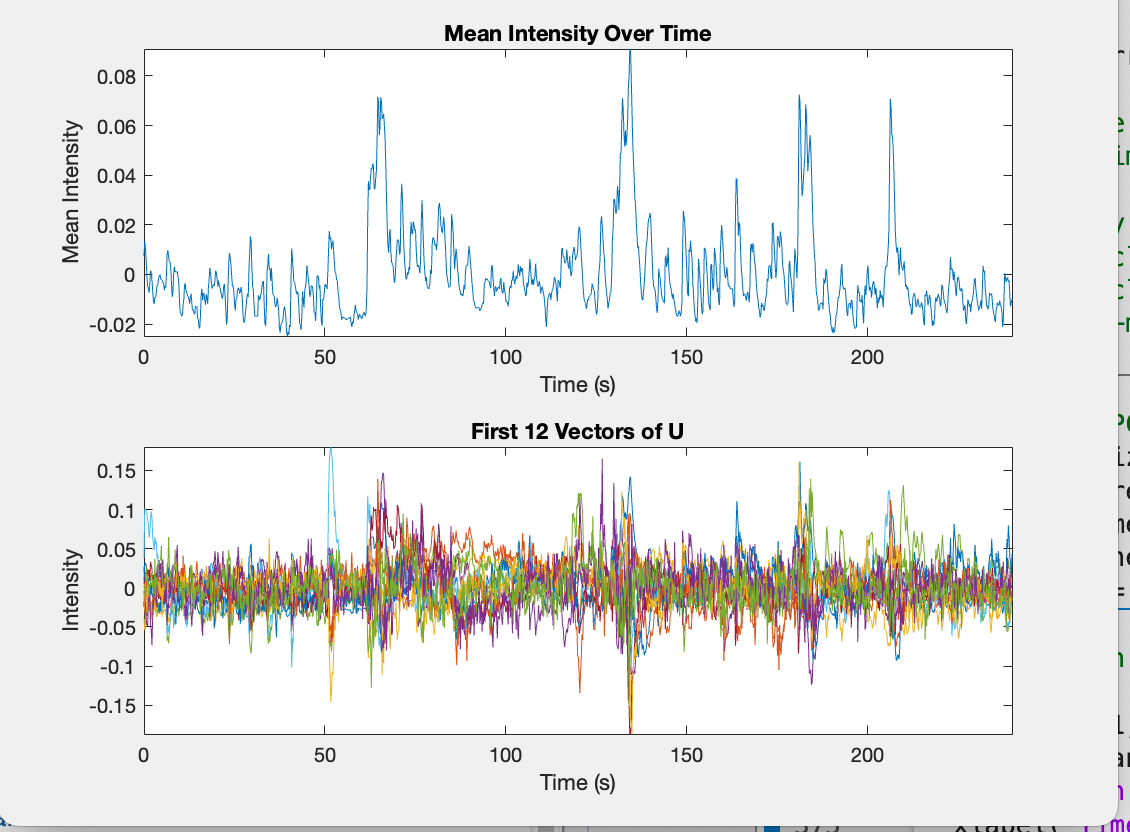 Mean Intensity Over Time
Mean Intensity
0.08
0.06
0.04
0.02
0
-0.02
0 50 100 150 200
Time (s)
First 12 Vectors of U
Intensity
0.15
0.1
0.05
0
-0.05
-0.1
-0.15
0 50 100 150 200
Time (s)